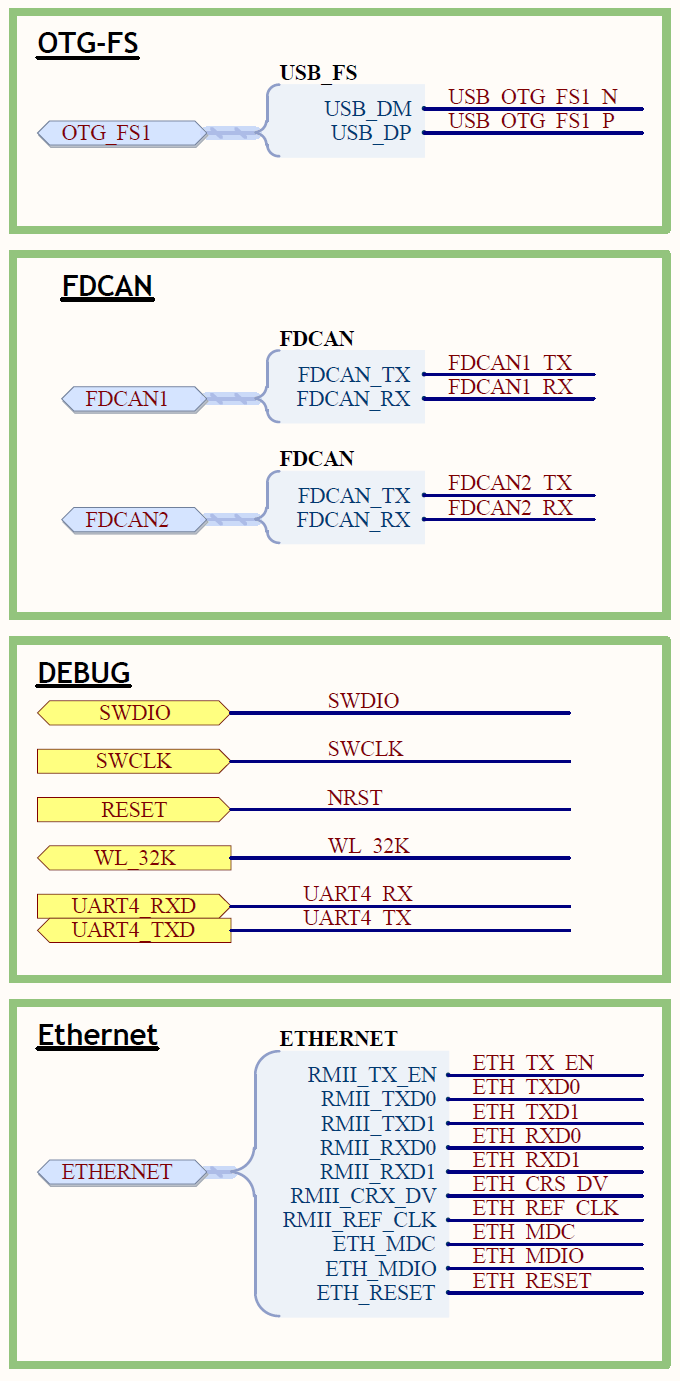 OTG-FS
USB_FS
OTG_FS1
USB_DM USB_OTG_FS1_N
USB_DP USB_OTG_FS1_P
FDCAN
FDCAN
FDCAN1
FDCAN_TX FDCAN1_TX
FDCAN_RX FDCAN1_RX
FDCAN
FDCAN2
FDCAN_TX FDCAN2_TX
FDCAN_RX FDCAN2_RX
DEBUG
SWDIO SWDIO
SWCLK SWCLK
RESET NRST
WL_32K WL_32K
UART4_RXD UART4_RX
UART4_TXD UART4_TX
Ethernet
ETHERNET
ETHERNET
RMII_TX_EN ETH_TX_EN
RMII_TXD0 ETH_TXD0
RMII_TXD1 ETH_TXD1
RMII_RXD0 ETH_RXD0
RMII_RXD1 ETH_RXD1
RMII_CRX_DV ETH_CRS_DV
RMII_REF_CLK ETH_REF_CLK
ETH_MDC ETH_MDC
ETH_MDIO ETH_MDIO
ETH_RESET ETH_RESET